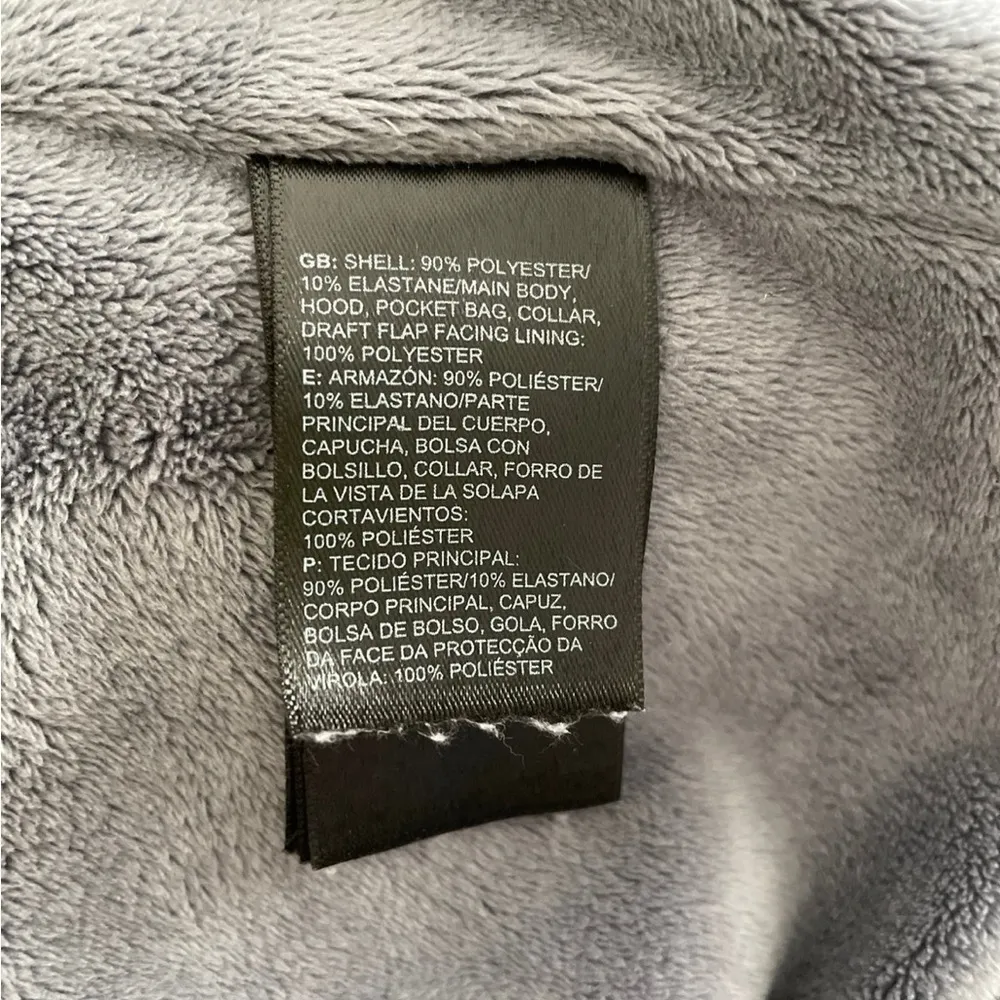 GB: SHELL: 90% POLYESTER/
10% ELASTANE/MAIN BODY,
HOOD, POCKET BAG, COLLAR,
DRAFT FLAP FACING LINING:
100% POLYESTER
E: ARMAZÓN: 90% POLIÉSTER/
10% ELASTANO/PARTE
PRINCIPAL DEL CUERPO,
CAPUCHA, BOLSA CON
BOLSILLO, COLLAR, FORRO DE
LA VISTA DE LA SOLAPA
CORTAVIENTOS:
100% POLIÉSTER
P: TECIDO PRINCIPAL:
90% POLIÉSTER/10% ELASTANO/
CORPO PRINCIPAL, CAPUZ,
BOLSA DE BOLSO, GOLA, FORRO
DA FACE DA PROTECÇÃO DA
VIROLA: 100% POLIÉSTER